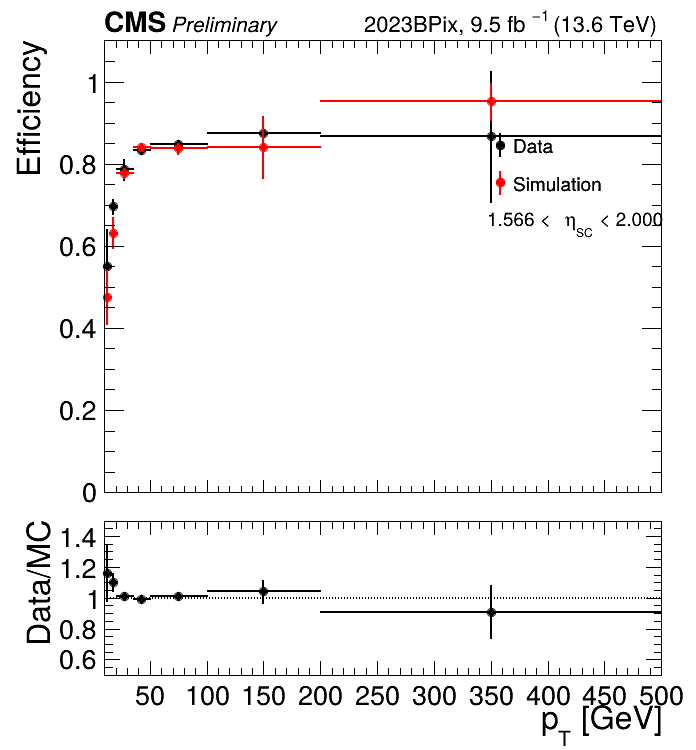 CMS Preliminary 2023BPix, 9.5 fb⁻¹ (13.6 TeV)
Efficiency
1
0.8
0.6
0.4
0.2
0
Data
Simulation
1.566 < η_SC < 2.000
Data/MC
1.4
1.2
1
0.8
0.6
50 100 150 200 250 300 350 400 450 500
p_T [GeV]